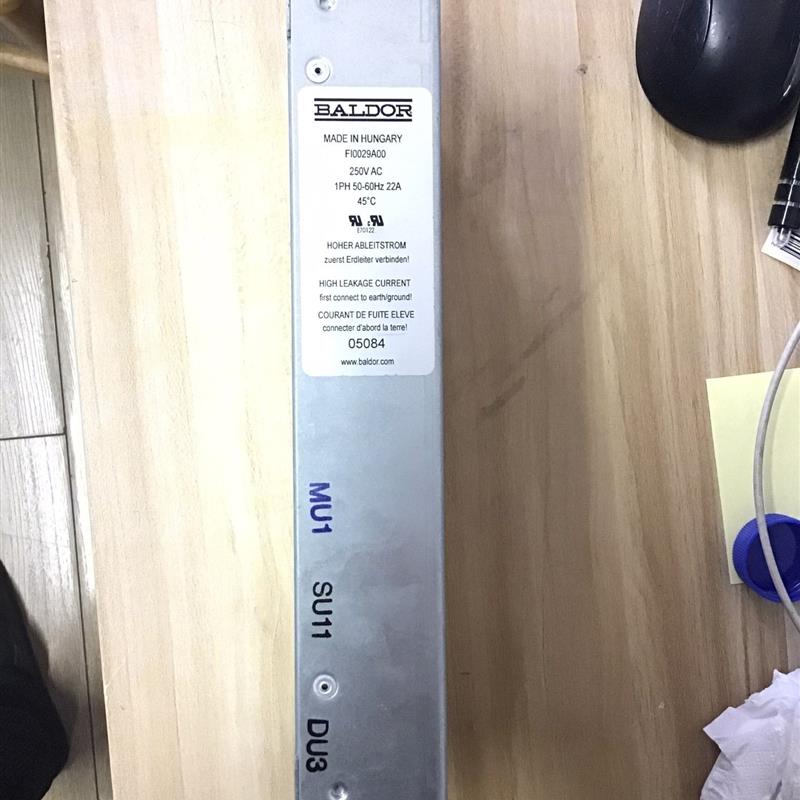 BALDOR
MADE IN HUNGARY
FI0029A00
250V AC
1PH 50-60Hz 22A
45°C
E70122
HOHER ABLEITSTROM
zuerst Erdleiter verbinden!
HIGH LEAKAGE CURRENT
first connect to earth/ground!
COURANT DE FUITE ELEVE
connecter d'abord la terre!
05084
www.baldor.com
MU1
SU11
DU3